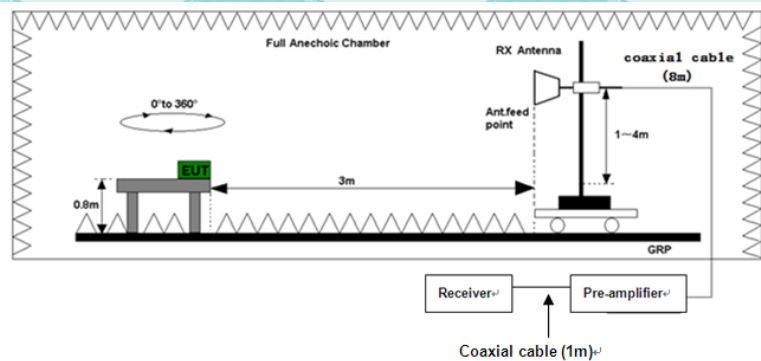 Full Anechoic Chamber
RX Antenna
coaxial cable
(8m)
0°to 360°
Ant.feed
point
1～4m
EUT
3m
0.8m
GRP
Receiver↵
Pre-amplifier↵
Coaxial cable (1m)↵